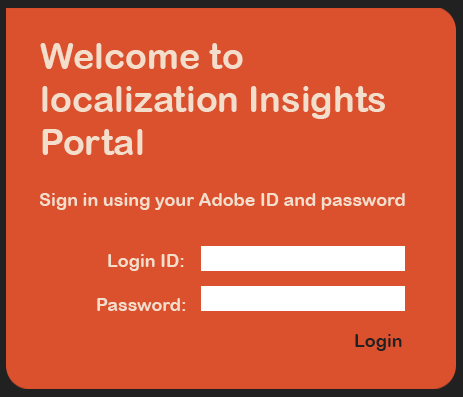 Welcome to
localization Insights
Portal
Sign in using your Adobe ID and password
Login ID:
Password:
Login